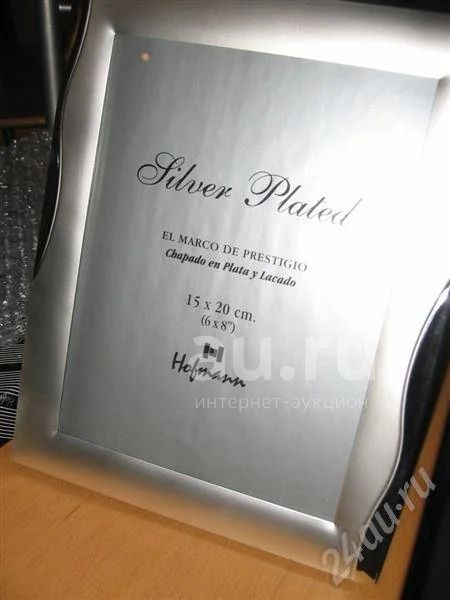 Silver Plated
EL MARCO DE PRESTIGIO
Chapado en Plata y Lacado
15 x 20 cm.
(6 x 8")
Hofmann
au.ru
интернет-аукцион
24au.ru